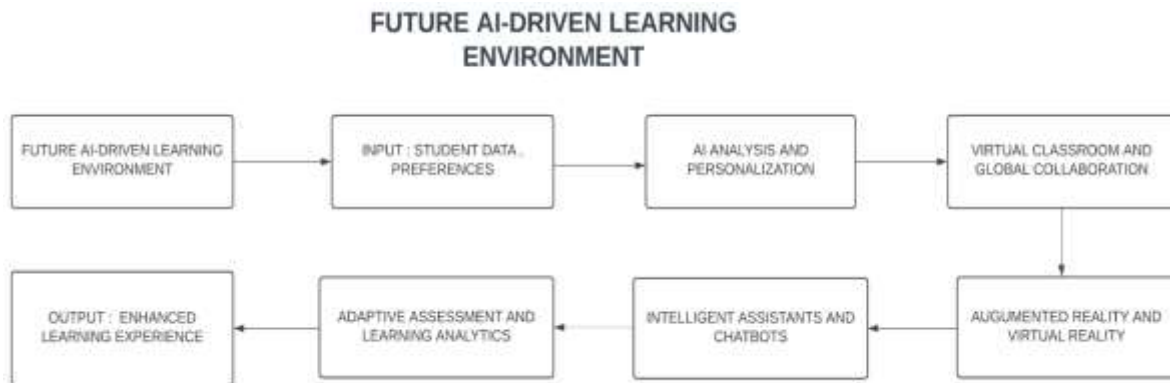 FUTURE AI-DRIVEN LEARNING
ENVIRONMENT
FUTURE AI-DRIVEN LEARNING
ENVIRONMENT
INPUT : STUDENT DATA ,
PREFERENCES
AI ANALYSIS AND
PERSONALIZATION
VIRTUAL CLASSROOM AND
GLOBAL COLLABORATION
AUGUMENTED REALITY AND
VIRTUAL REALITY
INTELLIGENT ASSISTANTS AND
CHATBOTS
ADAPTIVE ASSESSMENT AND
LEARNING ANALYTICS
OUTPUT : ENHANCED
LEARNING EXPERIENCE